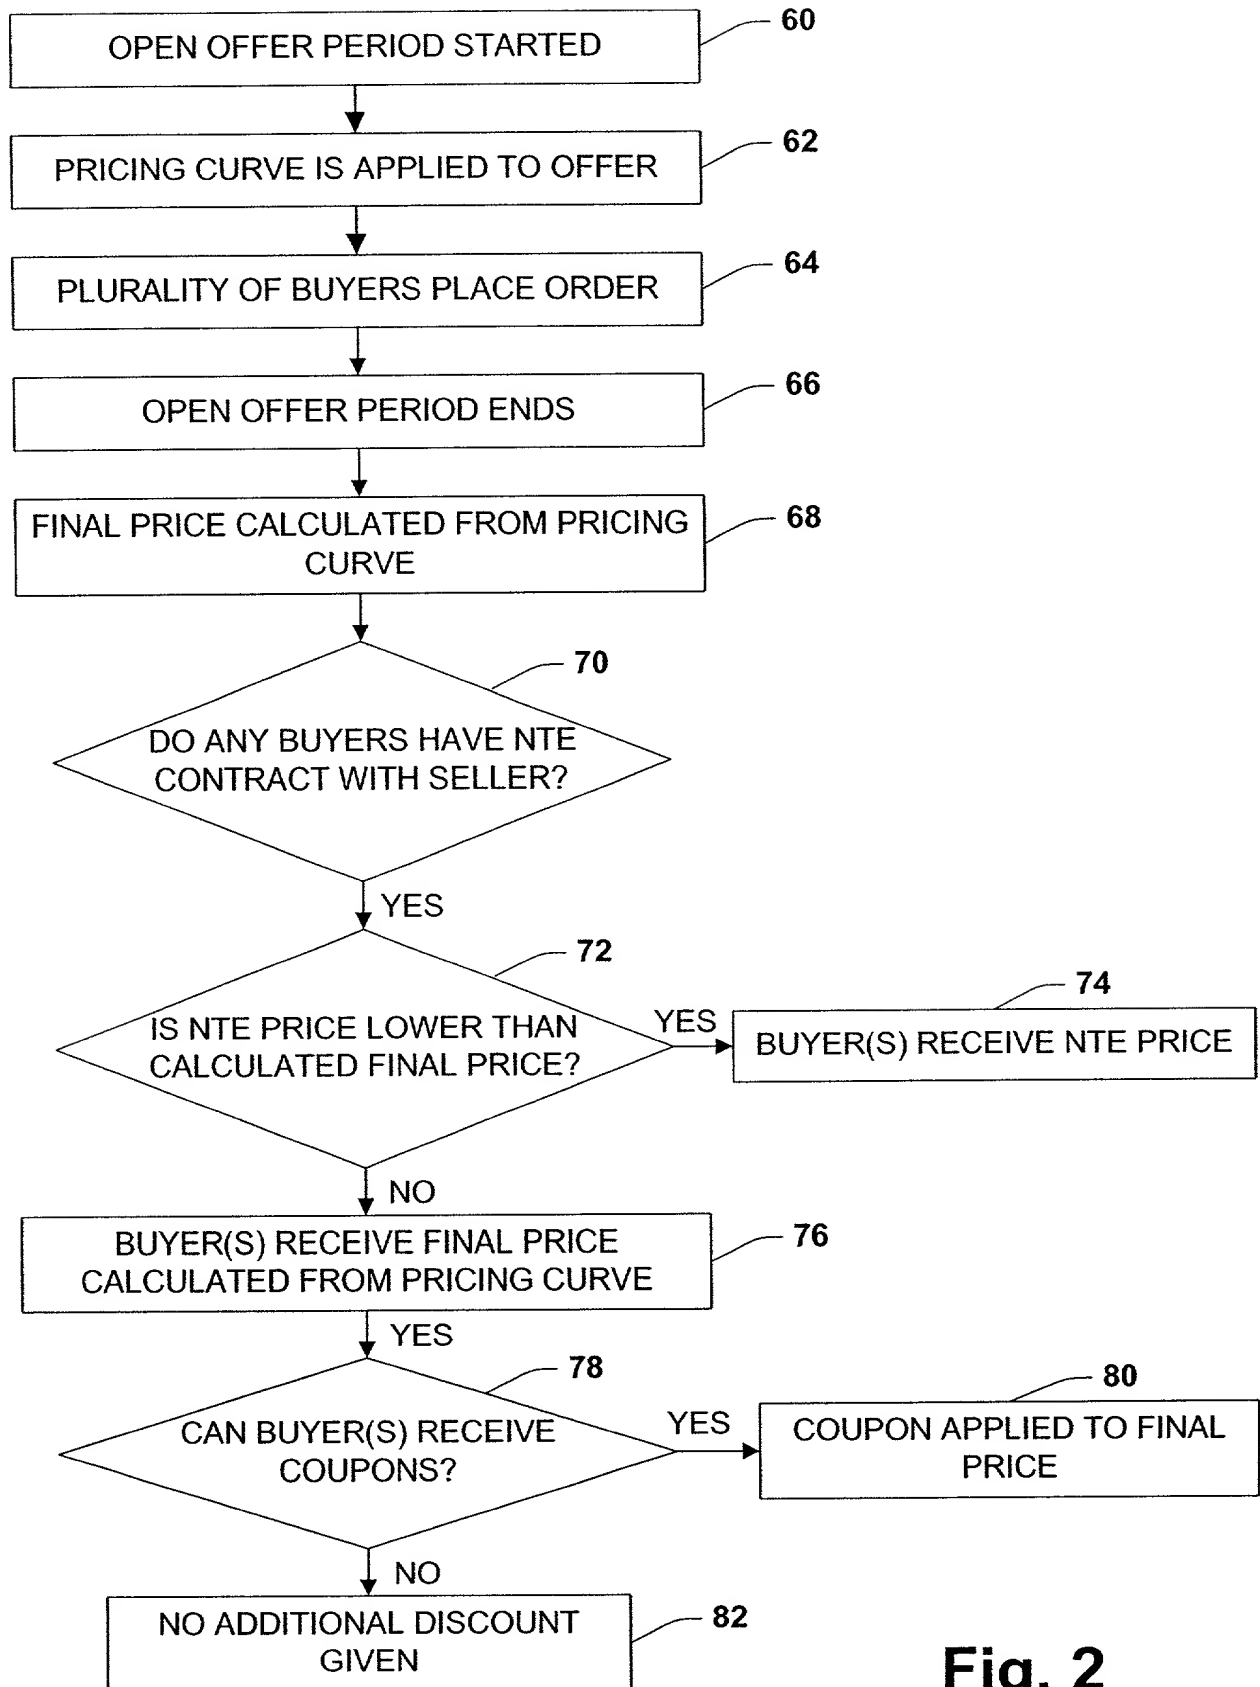 OPEN OFFER PERIOD STARTED
60
PRICING CURVE IS APPLIED TO OFFER
62
PLURALITY OF BUYERS PLACE ORDER
64
OPEN OFFER PERIOD ENDS
66
FINAL PRICE CALCULATED FROM PRICING
CURVE
68
70
DO ANY BUYERS HAVE NTE
CONTRACT WITH SELLER?
YES
72
IS NTE PRICE LOWER THAN
CALCULATED FINAL PRICE?
YES
74
BUYER(S) RECEIVE NTE PRICE
NO
BUYER(S) RECEIVE FINAL PRICE
CALCULATED FROM PRICING CURVE
76
YES
78
CAN BUYER(S) RECEIVE
COUPONS?
YES
80
COUPON APPLIED TO FINAL
PRICE
NO
NO ADDITIONAL DISCOUNT
GIVEN
82
Fig. 2